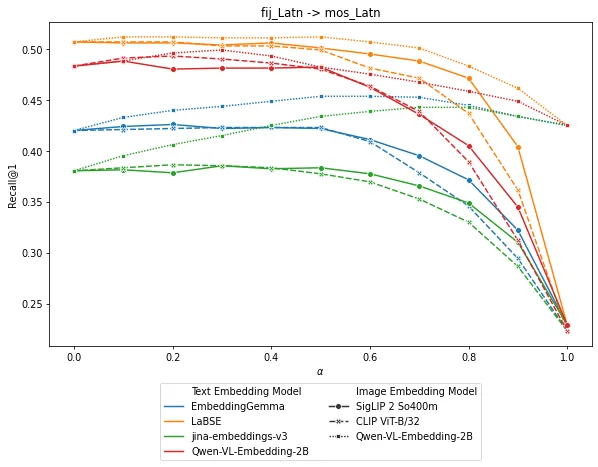 fij_Latn -> mos_Latn
Recall@1
0.50
0.45
0.40
0.35
0.30
0.25
0.0 0.2 0.4 0.6 0.8 1.0
α
Text Embedding Model Image Embedding Model
EmbeddingGemma SigLIP 2 So400m
LaBSE CLIP ViT-B/32
jina-embeddings-v3 Qwen-VL-Embedding-2B
Qwen-VL-Embedding-2B